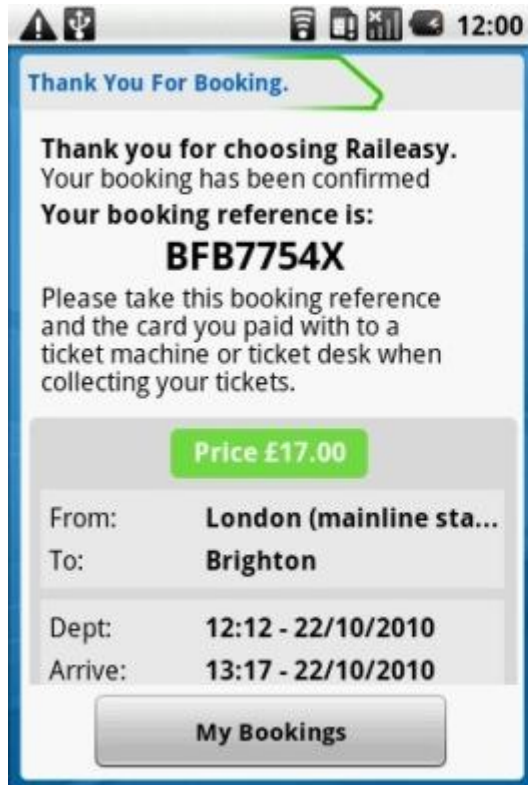 12:00
Thank You For Booking.
Thank you for choosing Raileasy.
Your booking has been confirmed
Your booking reference is:
BFB7754X
Please take this booking reference
and the card you paid with to a
ticket machine or ticket desk when
collecting your tickets.
Price £17.00
From: London (mainline sta...
To: Brighton
Dept: 12:12 - 22/10/2010
Arrive: 13:17 - 22/10/2010
My Bookings